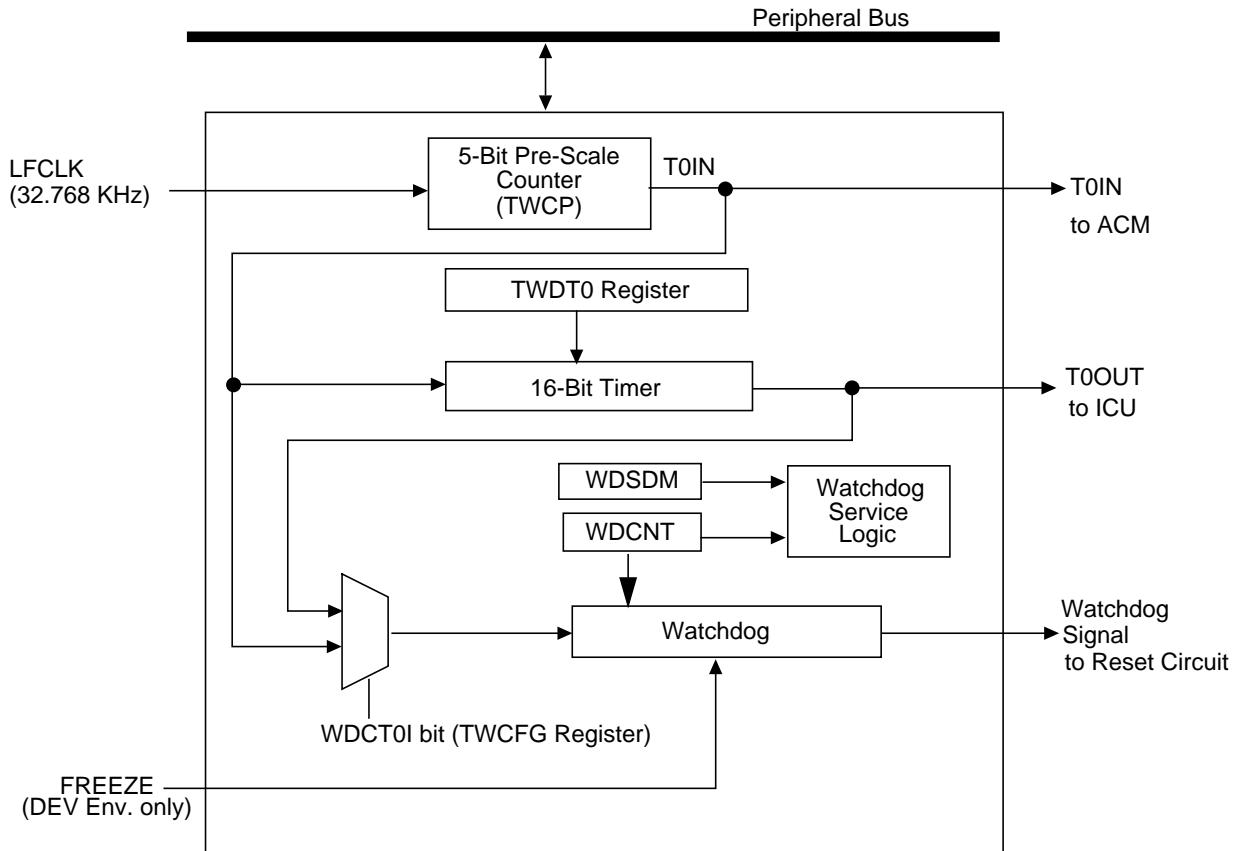 Peripheral Bus
LFCLK
(32.768 KHz)
5-Bit Pre-Scale
Counter
(TWCP)
T0IN
T0IN
to ACM
TWDT0 Register
16-Bit Timer
T0OUT
to ICU
WDSDM
WDCNT
Watchdog
Service
Logic
Watchdog
Watchdog
Signal
to Reset Circuit
WDCT0I bit (TWCFG Register)
FREEZE
(DEV Env. only)